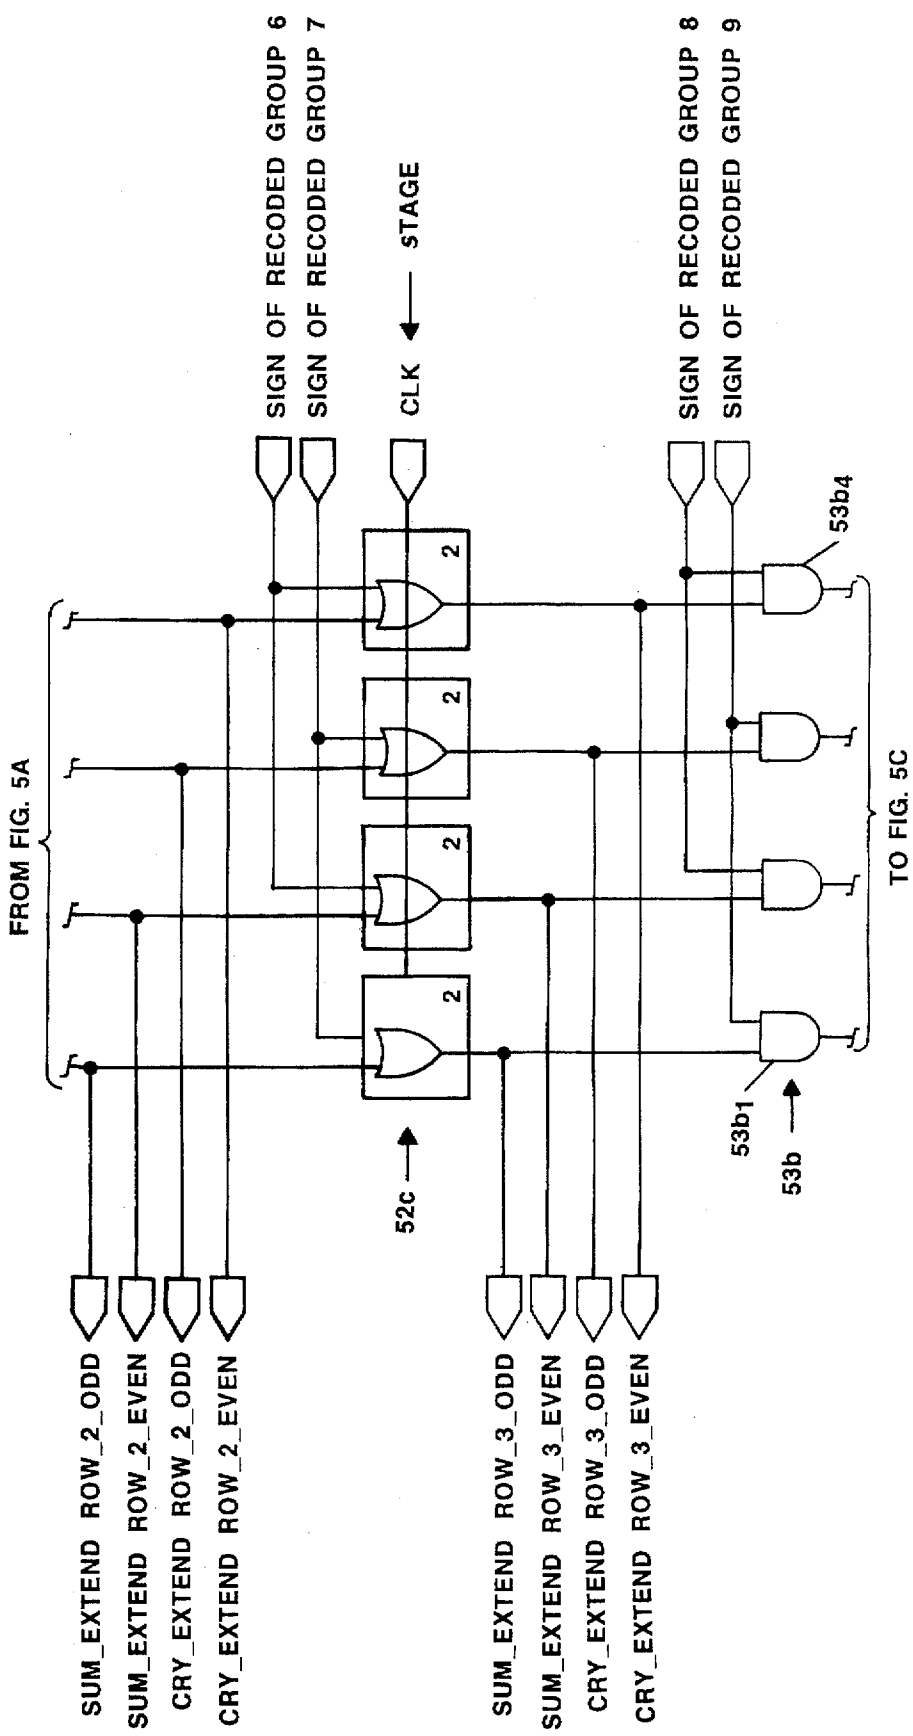 FROM FIG. 5A
SIGN OF RECODED GROUP 6
SIGN OF RECODED GROUP 7
CLK
sTAGE
SIGN OF RECODED GROUP 8
SIGN OF RECODED GROUP 9
2
2
2
2
52c
53b4
53b1
53b
TO FIG. 5C
SUM_EXTEND ROW_2_ODD
SUM_EXTEND ROW_2_EVEN
CRY_EXTEND ROW_2_ODD
CRY_EXTEND ROW_2_EVEN
SUM_EXTEND ROW_3_ODD
SUM_EXTEND ROW_3_EVEN
CRY_EXTEND ROW_3_ODD
CRY_EXTEND ROW_3_EVEN